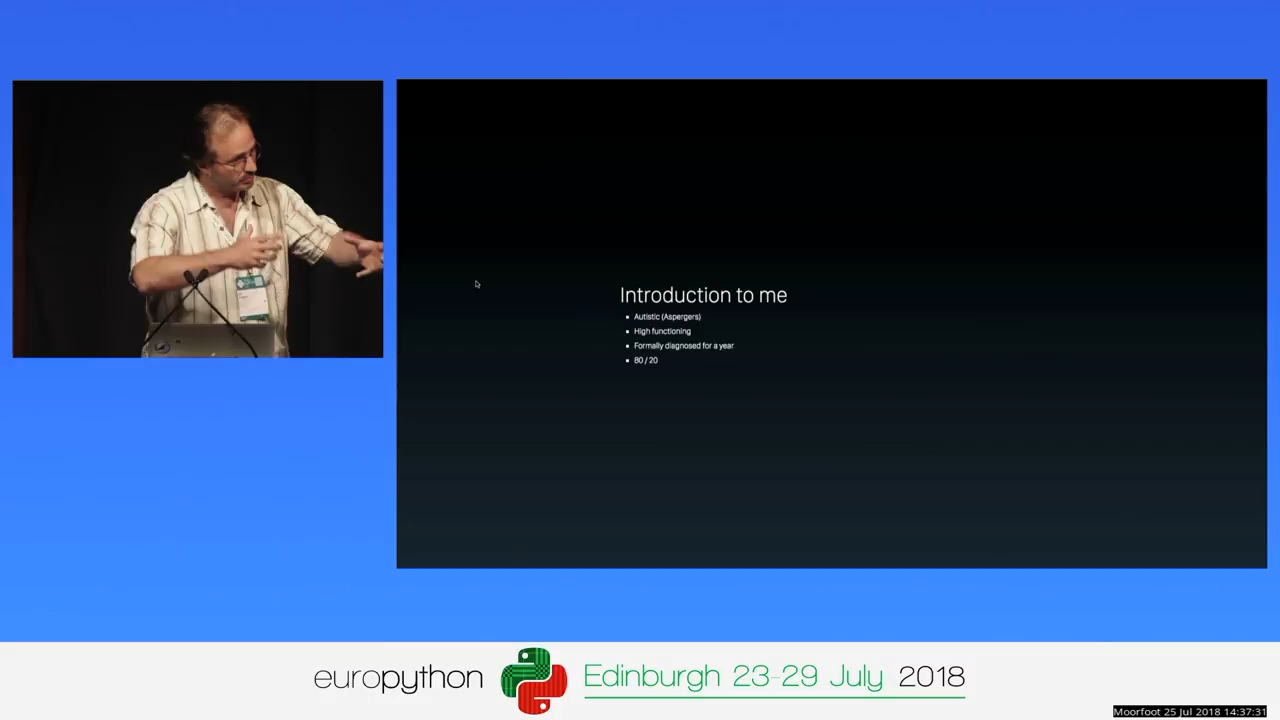 Introduction to me
Autistic (Aspergers)
High functioning
Formally diagnosed for a year
80 / 20
europython
Edinburgh 23-29 July 2018
Moorfoot 25 Jul 2018 14:37:31